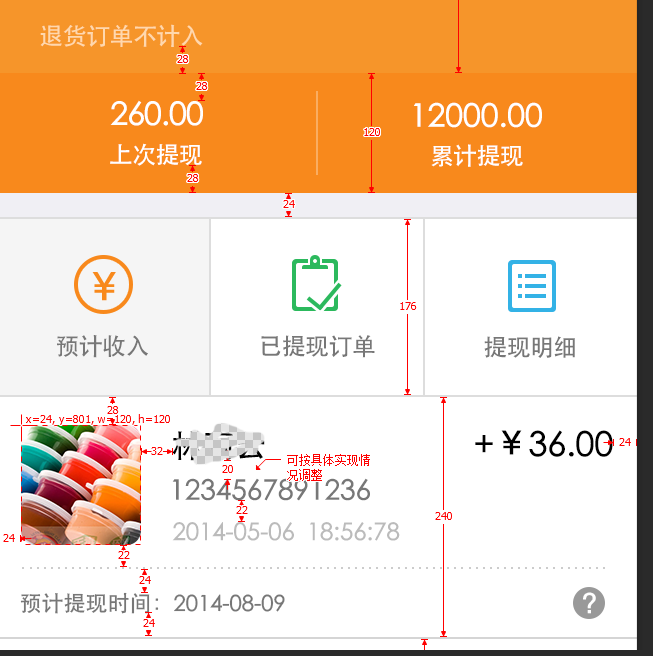 退货订单不计入
28
28
260.00
12000.00
120
上次提现
累计提现
28
24
176
预计收入
已提现订单
提现明细
28
x=24, y=801, w=120, h=120
32
+¥36.00
24
可按具体实现情
况调整
20
1234567891236
22
2014-05-06 18:56:78
240
24
22
24
预计提现时间：2014-08-09
?
24